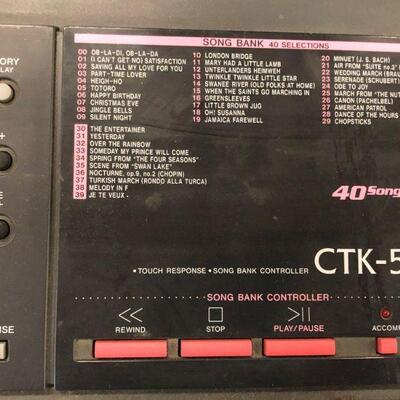 SONG BANK 40 SELECTIONS
00 OB-LA-DI, OB-LA-DA
01 (I CAN'T GET NO) SATISFACTION
02 SAYING ALL MY LOVE FOR YOU
03 PART-TIME LOVER
04 HEIGH-HO
05 TOTORO
06 HAPPY BIRTHDAY
07 CHRISTMAS EVE
08 JINGLE BELLS
09 SILENT NIGHT
10 LONDON BRIDGE
11 MARY HAD A LITTLE LAMB
12 UNTERLANDERS HEIMWEH
13 TWINKLE TWINKLE LITTLE STAR
14 SWANEE RIVER (OLD FOLKS AT HOME)
15 WHEN THE SAINTS GO MARCHING IN
16 GREENSLEEVES
17 LITTLE BROWN JUG
18 OH! SUSANNA
19 JAMAICA FAREWELL
20 MINUET (J. S. BACH)
21 AIR FROM "SUITE no.3"
22 WEDDING MARCH (BRAU
23 SERENADE (SCHUBERT)
24 ODE TO JOY
25 MARCH FROM "THE NUT
26 CANON (PACHELBEL)
27 AMERICAN PATROL
28 DANCE OF THE HOURS
29 CHOPSTICKS
30 THE ENTERTAINER
31 YESTERDAY
32 OVER THE RAINBOW
33 SOMEDAY MY PRINCE WILL COME
34 SPRING FROM "THE FOUR SEASONS"
35 SCENE FROM "SWAN LAKE"
36 NOCTURNE, op.9, no.2 (CHOPIN)
37 TURKISH MARCH (RONDO ALLA TURCA)
38 MELODY IN F
39 JE TE VEUX
ORY
LAY
+
E
+
40 Song
CTK-5
• TOUCH RESPONSE • SONG BANK CONTROLLER
SONG BANK CONTROLLER
REWIND
STOP
PLAY/PAUSE
ACCOMP
NSE